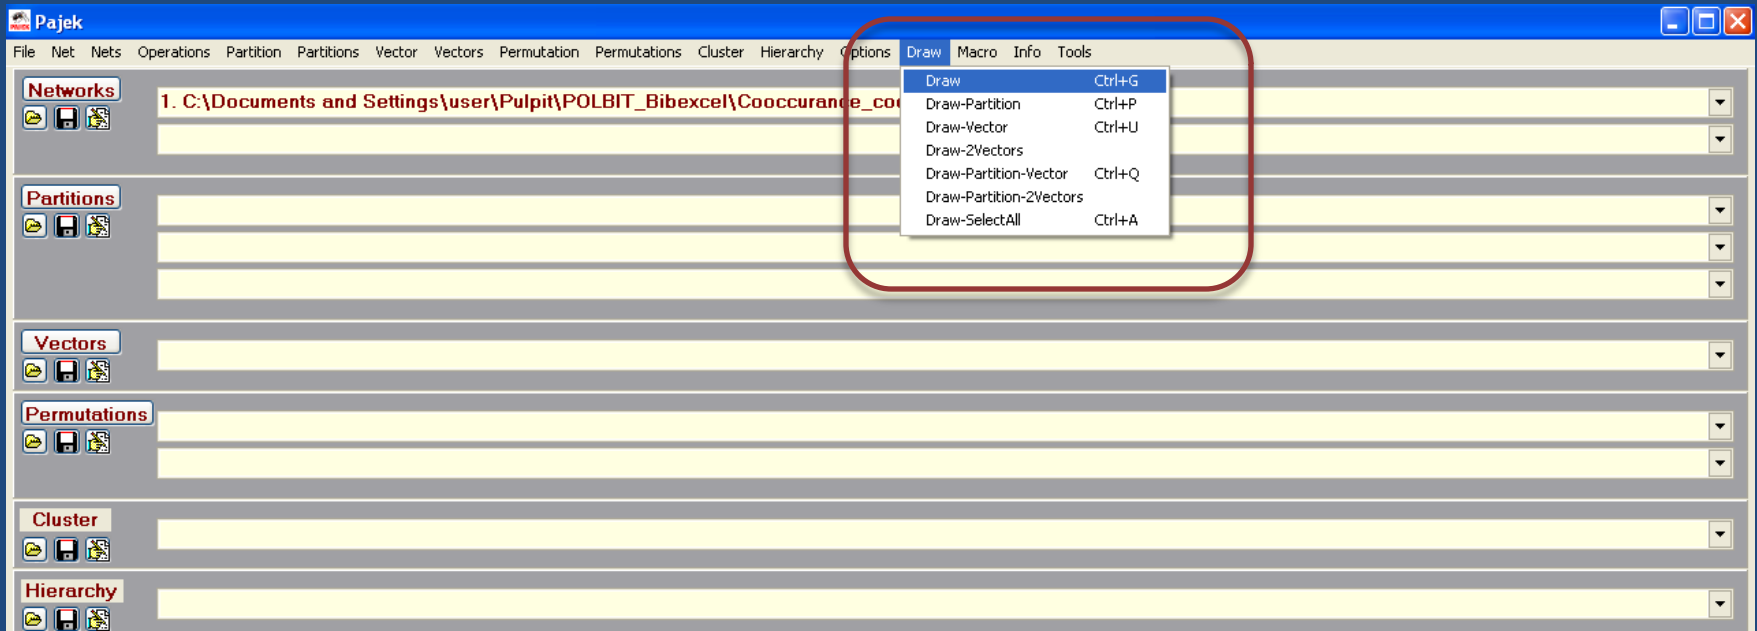 Pajek
File Net Nets Operations Partition Partitions Vector Vectors Permutation Permutations Cluster Hierarchy Options Draw Macro Info Tools
Networks
1. C:\Documents and Settings\user\Pulpit\POLBIT_Bibexcel\Cooccurance_co
Draw Ctrl+G
Draw-Partition Ctrl+P
Draw-Vector Ctrl+U
Draw-2Vectors
Draw-Partition-Vector Ctrl+Q
Draw-Partition-2Vectors
Draw-SelectAll Ctrl+A
Partitions
Vectors
Permutations
Cluster
Hierarchy